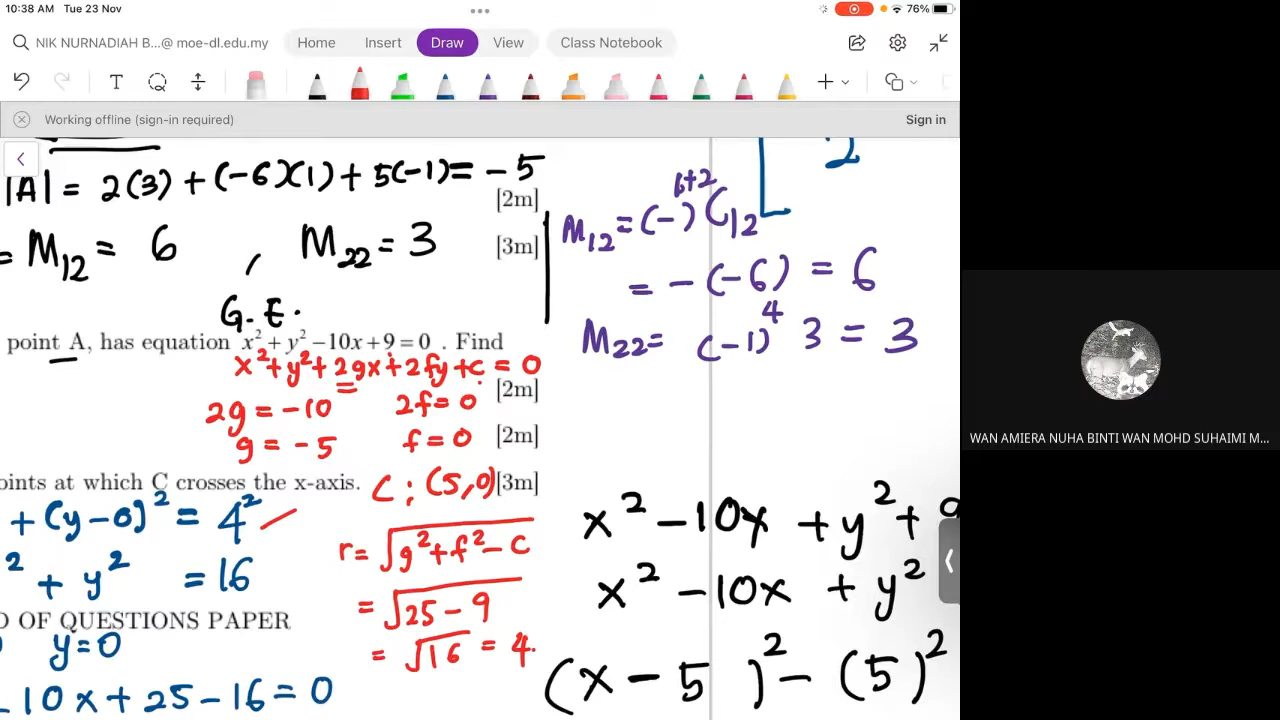 10:38 AM Tue 23 Nov
76%
NIK NURNADIAH B...@ moe-dl.edu.my
Home Insert Draw View Class Notebook
Working offline (sign-in required)
Sign in
|A| = 2(3) + (-6)(1) + 5(-1) = -5
[2m]
= M12 = 6 , M22 = 3
[3m]
G.E.
point A, has equation x² + y² −10x + 9 = 0 . Find
x² + y² + 2gx + 2fy + c = 0
[2m]
2g = -10 2f = 0
g = -5 f = 0
[2m]
oints at which C crosses the x-axis.
C : (5,0)
[3m]
+ (y-0)² = 4²
² + y² = 16
r = √g² + f² - c
= √25 - 9
= √16 = 4.
D OF QUESTIONS PAPER
y=0
10x + 25 - 16 = 0
2
M12 = (-)¹⁺² C12
= -(-6) = 6
M22 = (-1)⁴ 3 = 3
x² - 10x + y² +
x² - 10x + y²
(x - 5 )² - (5)²
WAN AMIERA NUHA BINTI WAN MOHD SUHAIMI M...